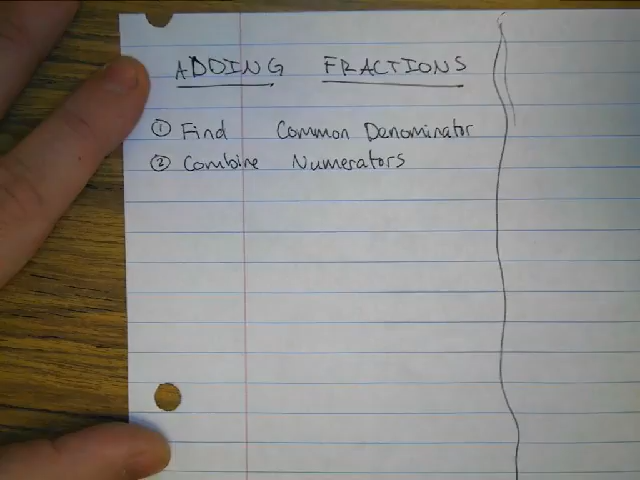 ADDING FRACTIONS
① Find Common Denominator
② Combine Numerators